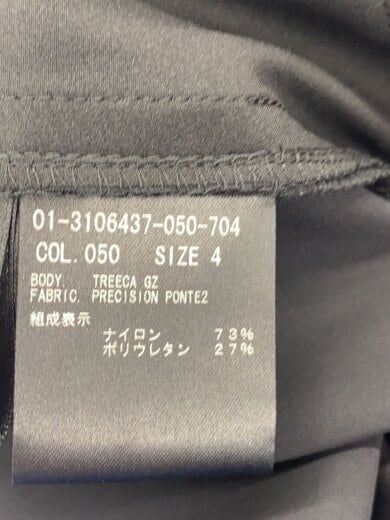 01-3106437-050-704
COL.050 SIZE 4
BODY. TREECA GZ
FABRIC. PRECISION PONTE2
組成表示
ナイロン 73%
ポリウレタン 27%